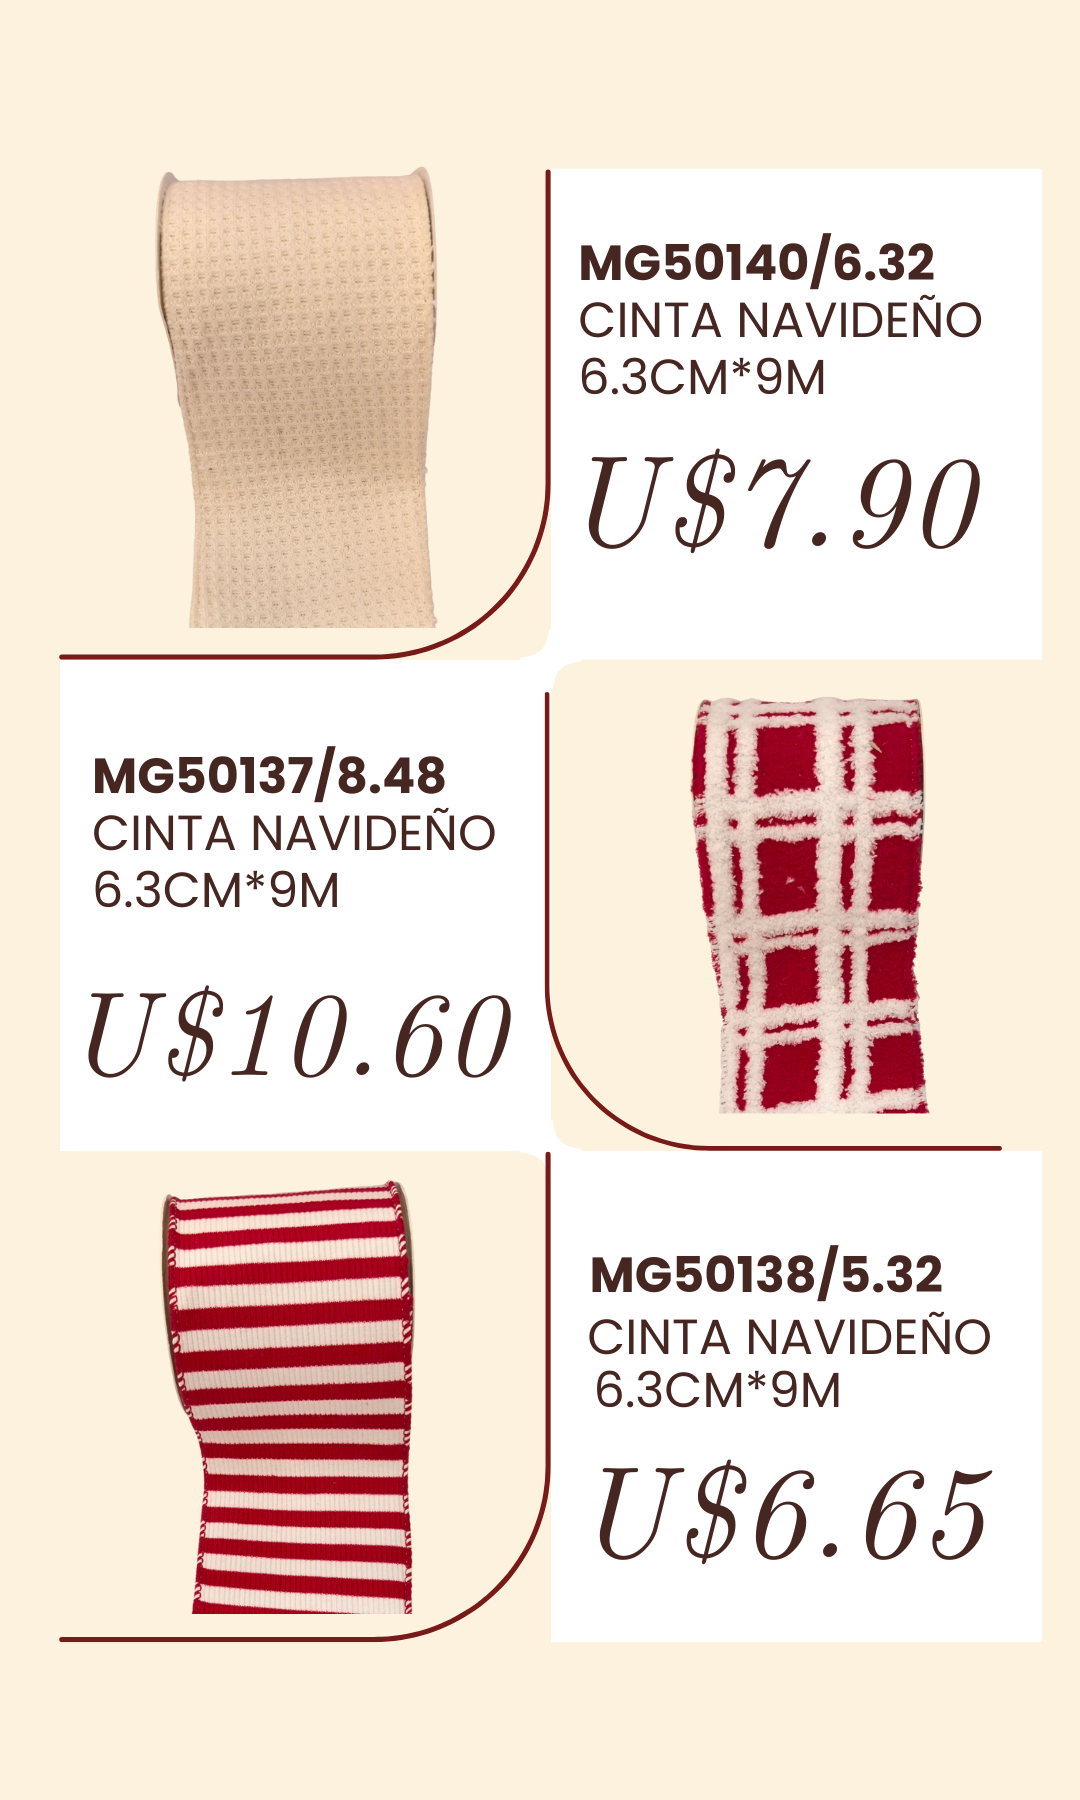 MG50140/6.32
CINTA NAVIDEÑO
6.3CM*9M
U$7.90
MG50137/8.48
CINTA NAVIDEÑO
6.3CM*9M
U$10.60
MG50138/5.32
CINTA NAVIDEÑO
6.3CM*9M
U$6.65